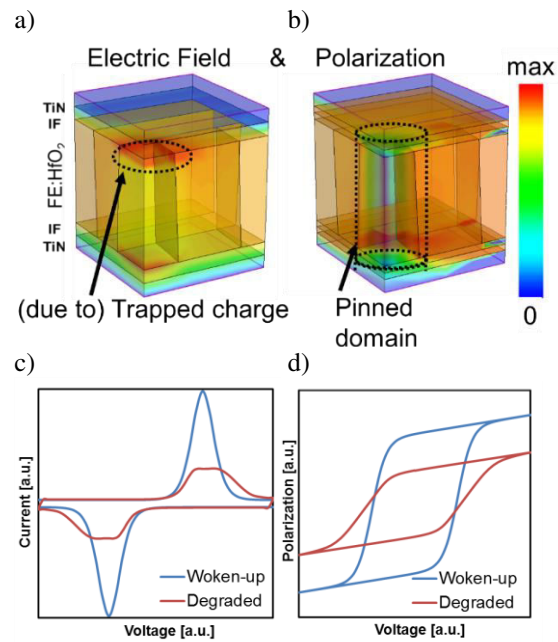 a) b)
Electric Field & Polarization
TiN
IF
FE:HfO2
IF
TiN
max
0
(due to) Trapped charge
Pinned
domain
c) d)
Current [a.u.]
Woken-up
Degraded
Voltage [a.u.]
Polarization [a.u.]
Woken-up
Degraded
Voltage [a.u.]